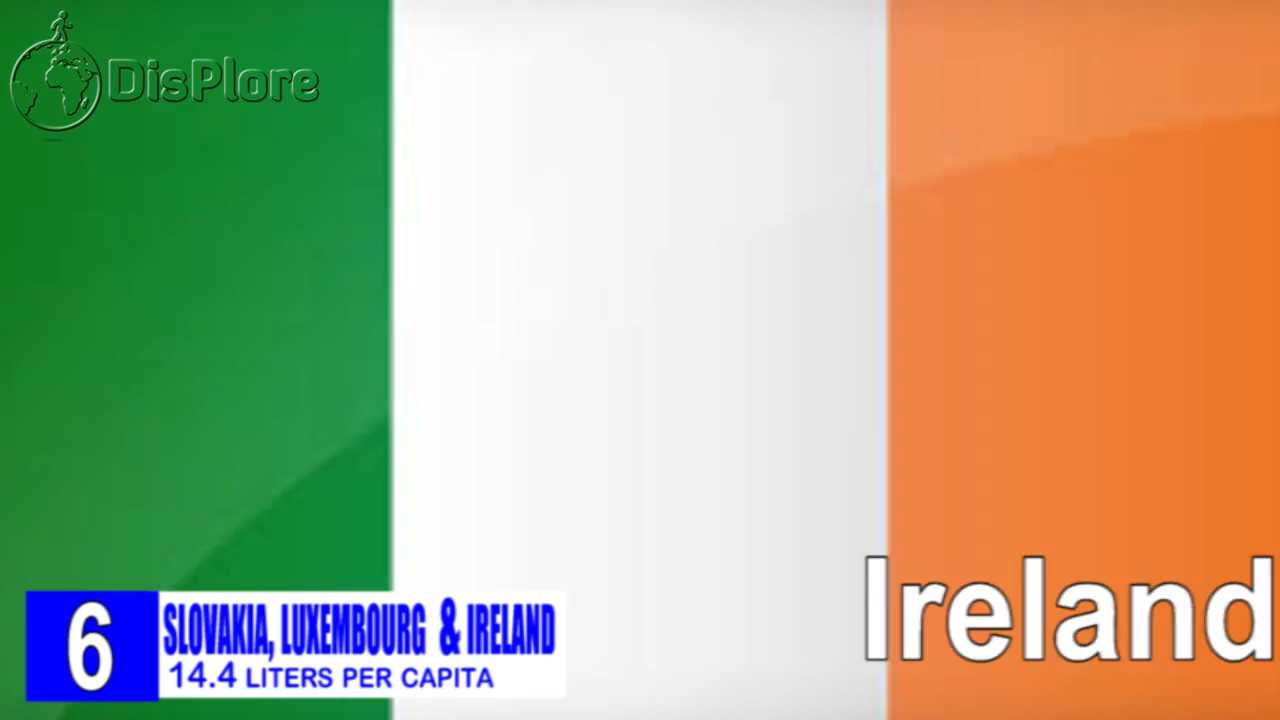 DisPlore
6
SLOVAKIA, LUXEMBOURG & IRELAND
14.4 LITERS PER CAPITA
Ireland